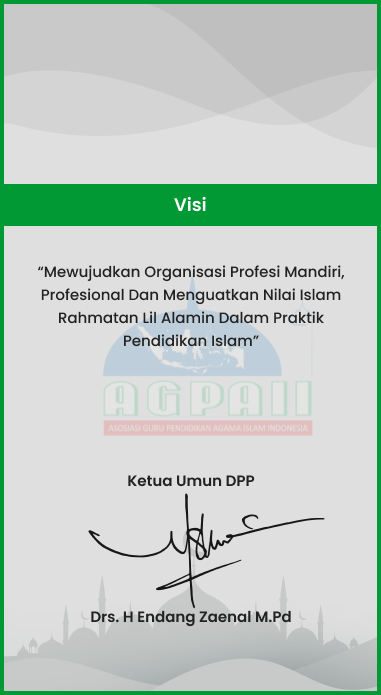 Visi
“Mewujudkan Organisasi Profesi Mandiri,
Profesional Dan Menguatkan Nilai Islam
Rahmatan Lil Alamin Dalam Praktik
Pendidikan Islam”
AGPAII
ASOSIASI GURU PENDIDIKAN AGAMA ISLAM INDONESIA
Ketua Umun DPP
Drs. H Endang Zaenal M.Pd